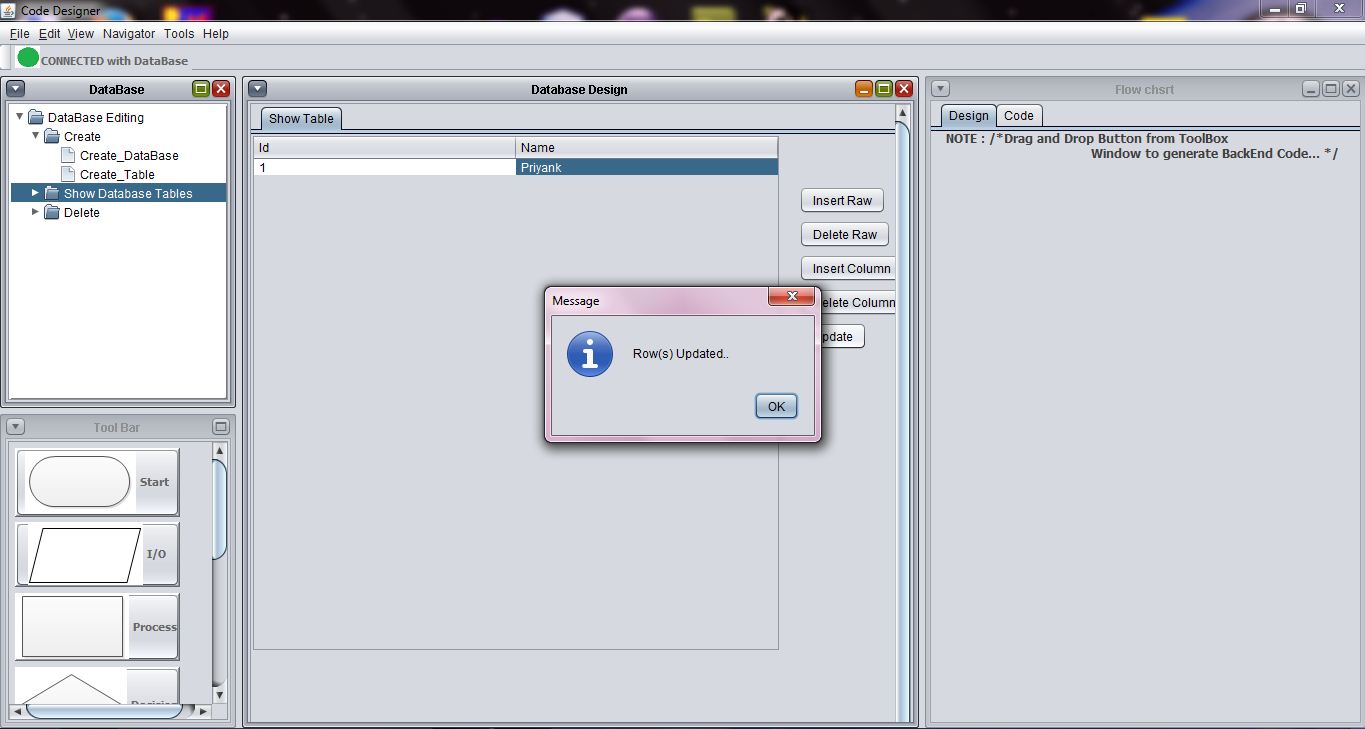 Code Designer
File Edit View Navigator Tools Help
CONNECTED with DataBase
DataBase
DataBase Editing
Create
Create_DataBase
Create_Table
Show Database Tables
Delete
Tool Bar
Start
I/O
Process
Database Design
Show Table
Id Name
1 Priyank
Insert Raw
Delete Raw
Insert Column
elete Column
pdate
Message
Row(s) Updated..
OK
Flow chsrt
Design Code
NOTE : /*Drag and Drop Button from ToolBox
Window to generate BackEnd Code... */